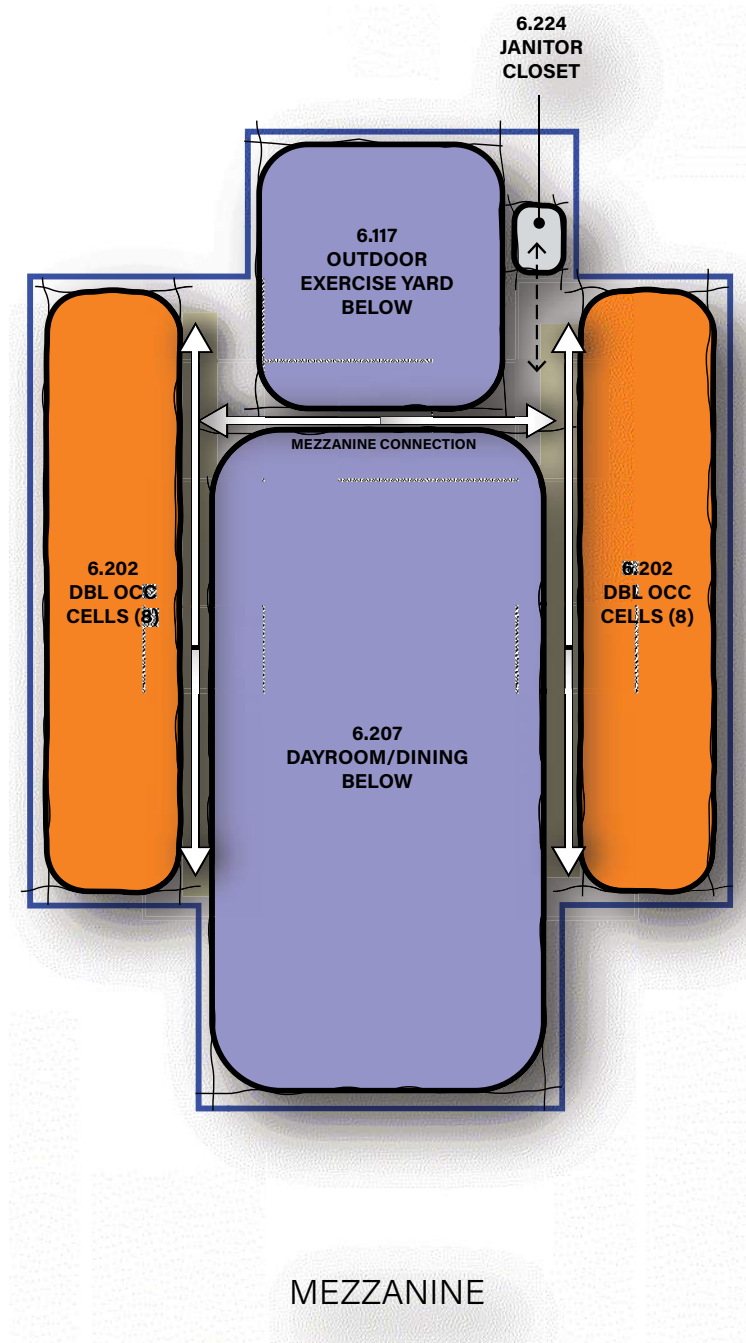 6.224
JANITOR
CLOSET
6.117
OUTDOOR
EXERCISE YARD
BELOW
MEZZANINE CONNECTION
6.202
DBL OCC
CELLS (8)
6.202
DBL OCC
CELLS (8)
6.207
DAYROOM/DINING
BELOW
MEZZANINE